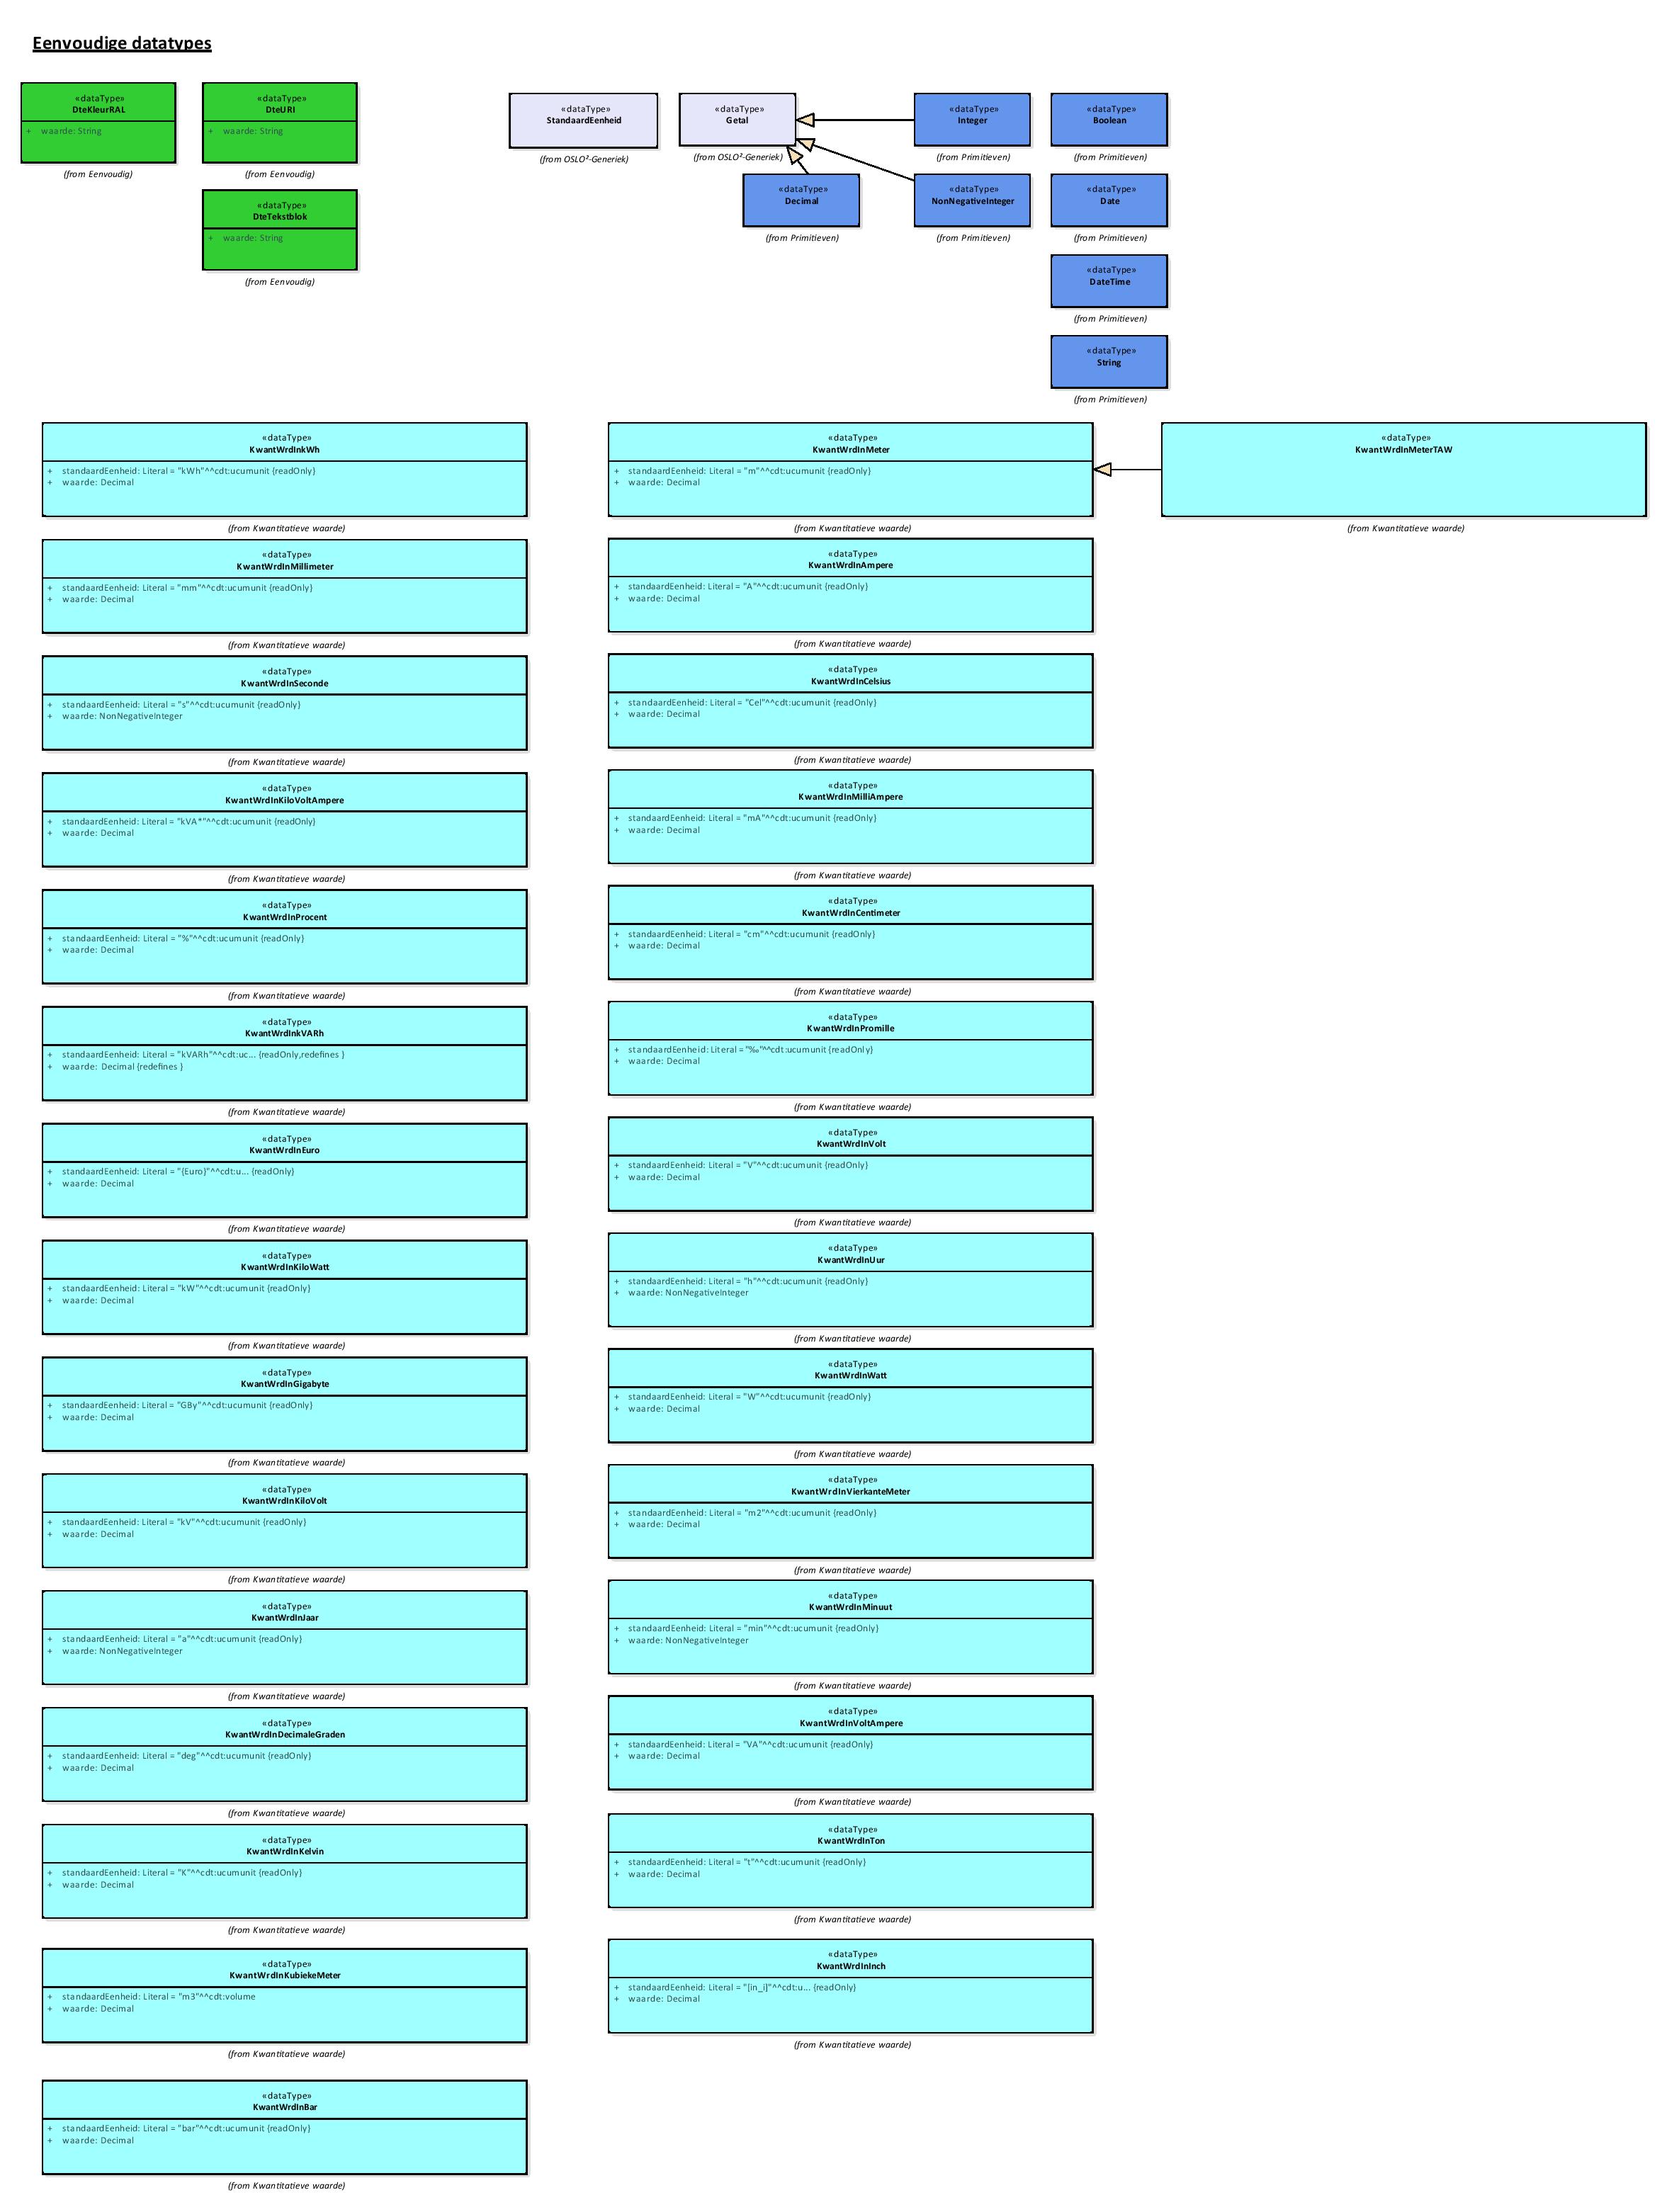 Eenvoudige datatypes
«dataType»
DteKleurRAL
+ waarde: String
(from Eenvoudig)
«dataType»
DteURI
+ waarde: String
(from Eenvoudig)
«dataType»
DteTekstblok
+ waarde: String
(from Eenvoudig)
«dataType»
StandaardEenheid
(from OSLO²-Generiek)
«dataType»
Getal
(from OSLO²-Generiek)
«dataType»
Integer
(from Primitieven)
«dataType»
Boolean
(from Primitieven)
«dataType»
Decimal
(from Primitieven)
«dataType»
NonNegativeInteger
(from Primitieven)
«dataType»
Date
(from Primitieven)
«dataType»
DateTime
(from Primitieven)
«dataType»
String
(from Primitieven)
«dataType»
KwantWrdInkWh
+ standaardEenheid: Literal = "kWh"^^cdt:ucumunit {readOnly}
+ waarde: Decimal
(from Kwantitatieve waarde)
«dataType»
KwantWrdInMeter
+ standaardEenheid: Literal = "m"^^cdt:ucumunit {readOnly}
+ waarde: Decimal
(from Kwantitatieve waarde)
«dataType»
KwantWrdInMeterTAW
(from Kwantitatieve waarde)
«dataType»
KwantWrdInMillimeter
+ standaardEenheid: Literal = "mm"^^cdt:ucumunit {readOnly}
+ waarde: Decimal
(from Kwantitatieve waarde)
«dataType»
KwantWrdInAmpere
+ standaardEenheid: Literal = "A"^^cdt:ucumunit {readOnly}
+ waarde: Decimal
(from Kwantitatieve waarde)
«dataType»
KwantWrdInSeconde
+ standaardEenheid: Literal = "s"^^cdt:ucumunit {readOnly}
+ waarde: NonNegativeInteger
(from Kwantitatieve waarde)
«dataType»
KwantWrdInCelsius
+ standaardEenheid: Literal = "Cel"^^cdt:ucumunit {readOnly}
+ waarde: Decimal
(from Kwantitatieve waarde)
«dataType»
KwantWrdInKiloVoltAmpere
+ standaardEenheid: Literal = "kVA*"^^cdt:ucumunit {readOnly}
+ waarde: Decimal
(from Kwantitatieve waarde)
«dataType»
KwantWrdInMilliAmpere
+ standaardEenheid: Literal = "mA"^^cdt:ucumunit {readOnly}
+ waarde: Decimal
(from Kwantitatieve waarde)
«dataType»
KwantWrdInProcent
+ standaardEenheid: Literal = "%"^^cdt:ucumunit {readOnly}
+ waarde: Decimal
(from Kwantitatieve waarde)
«dataType»
KwantWrdInCentimeter
+ standaardEenheid: Literal = "cm"^^cdt:ucumunit {readOnly}
+ waarde: Decimal
(from Kwantitatieve waarde)
«dataType»
KwantWrdInkVARh
+ standaardEenheid: Literal = "kVARh"^^cdt:uc... {readOnly,redefines }
+ waarde: Decimal {redefines }
(from Kwantitatieve waarde)
«dataType»
KwantWrdInPromille
+ standaardEenheid: Literal = "‰"^^cdt:ucumunit {readOnly}
+ waarde: Decimal
(from Kwantitatieve waarde)
«dataType»
KwantWrdInEuro
+ standaardEenheid: Literal = "{Euro}"^^cdt:u... {readOnly}
+ waarde: Decimal
(from Kwantitatieve waarde)
«dataType»
KwantWrdInVolt
+ standaardEenheid: Literal = "V"^^cdt:ucumunit {readOnly}
+ waarde: Decimal
(from Kwantitatieve waarde)
«dataType»
KwantWrdInKiloWatt
+ standaardEenheid: Literal = "kW"^^cdt:ucumunit {readOnly}
+ waarde: Decimal
(from Kwantitatieve waarde)
«dataType»
KwantWrdInUur
+ standaardEenheid: Literal = "h"^^cdt:ucumunit {readOnly}
+ waarde: NonNegativeInteger
(from Kwantitatieve waarde)
«dataType»
KwantWrdInGigabyte
+ standaardEenheid: Literal = "GBy"^^cdt:ucumunit {readOnly}
+ waarde: Decimal
(from Kwantitatieve waarde)
«dataType»
KwantWrdInWatt
+ standaardEenheid: Literal = "W"^^cdt:ucumunit {readOnly}
+ waarde: Decimal
(from Kwantitatieve waarde)
«dataType»
KwantWrdInKiloVolt
+ standaardEenheid: Literal = "kV"^^cdt:ucumunit {readOnly}
+ waarde: Decimal
(from Kwantitatieve waarde)
«dataType»
KwantWrdInVierkanteMeter
+ standaardEenheid: Literal = "m2"^^cdt:ucumunit {readOnly}
+ waarde: Decimal
(from Kwantitatieve waarde)
«dataType»
KwantWrdInJaar
+ standaardEenheid: Literal = "a"^^cdt:ucumunit {readOnly}
+ waarde: NonNegativeInteger
(from Kwantitatieve waarde)
«dataType»
KwantWrdInMinuut
+ standaardEenheid: Literal = "min"^^cdt:ucumunit {readOnly}
+ waarde: NonNegativeInteger
(from Kwantitatieve waarde)
«dataType»
KwantWrdInDecimaleGraden
+ standaardEenheid: Literal = "deg"^^cdt:ucumunit {readOnly}
+ waarde: Decimal
(from Kwantitatieve waarde)
«dataType»
KwantWrdInVoltAmpere
+ standaardEenheid: Literal = "VA"^^cdt:ucumunit {readOnly}
+ waarde: Decimal
(from Kwantitatieve waarde)
«dataType»
KwantWrdInKelvin
+ standaardEenheid: Literal = "K"^^cdt:ucumunit {readOnly}
+ waarde: Decimal
(from Kwantitatieve waarde)
«dataType»
KwantWrdInTon
+ standaardEenheid: Literal = "t"^^cdt:ucumunit {readOnly}
+ waarde: Decimal
(from Kwantitatieve waarde)
«dataType»
KwantWrdInKubiekeMeter
+ standaardEenheid: Literal = "m3"^^cdt:volume
+ waarde: Decimal
(from Kwantitatieve waarde)
«dataType»
KwantWrdInInch
+ standaardEenheid: Literal = "[in_i]"^^cdt:u... {readOnly}
+ waarde: Decimal
(from Kwantitatieve waarde)
«dataType»
KwantWrdInBar
+ standaardEenheid: Literal = "bar"^^cdt:ucumunit {readOnly}
+ waarde: Decimal
(from Kwantitatieve waarde)